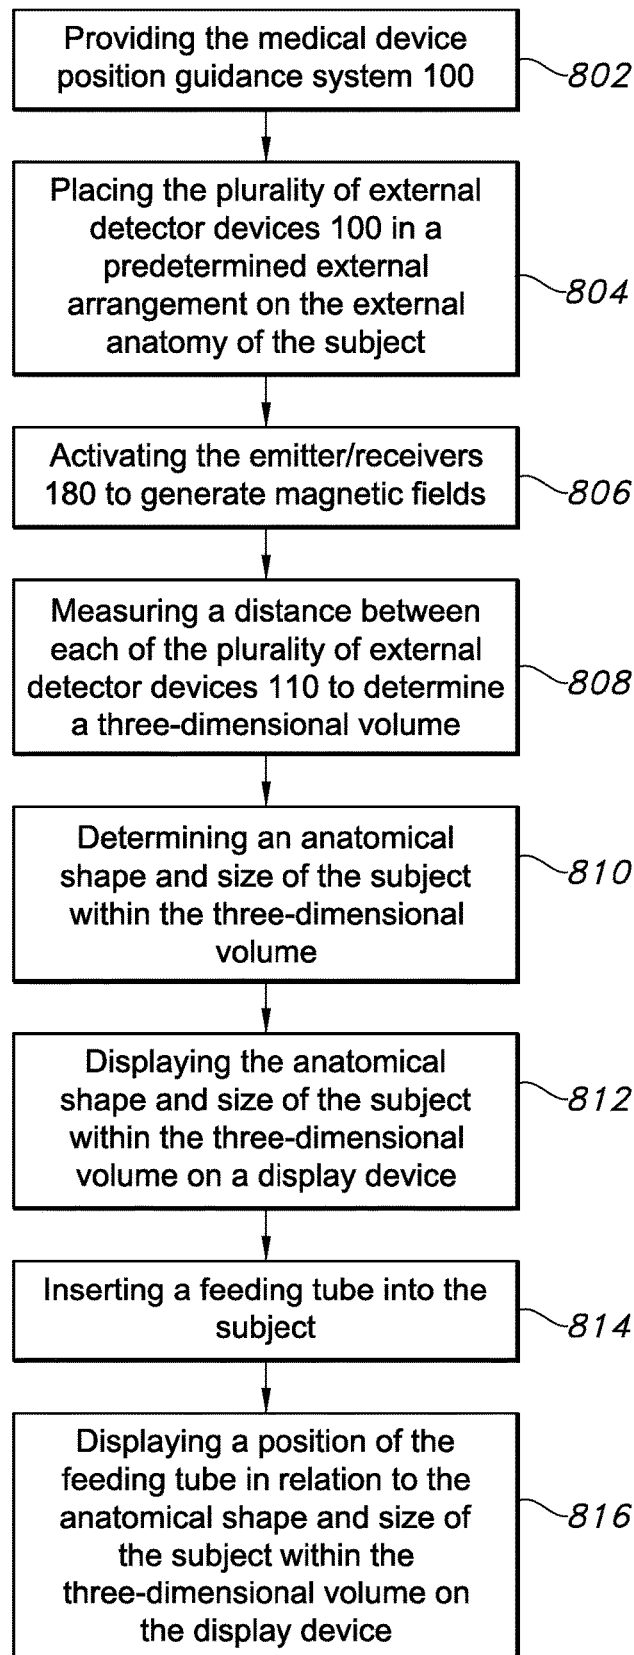 Providing the medical device
position guidance system 100
802
Placing the plurality of external
detector devices 100 in a
predetermined external
arrangement on the external
anatomy of the subject
804
Activating the emitter/receivers
180 to generate magnetic fields
806
Measuring a distance between
each of the plurality of external
detector devices 110 to determine
a three-dimensional volume
808
Determining an anatomical
shape and size of the subject
within the three-dimensional
volume
810
Displaying the anatomical
shape and size of the subject
within the three-dimensional
volume on a display device
812
Inserting a feeding tube into the
subject
814
Displaying a position of the
feeding tube in relation to the
anatomical shape and size of
the subject within the
three-dimensional volume on
the display device
816